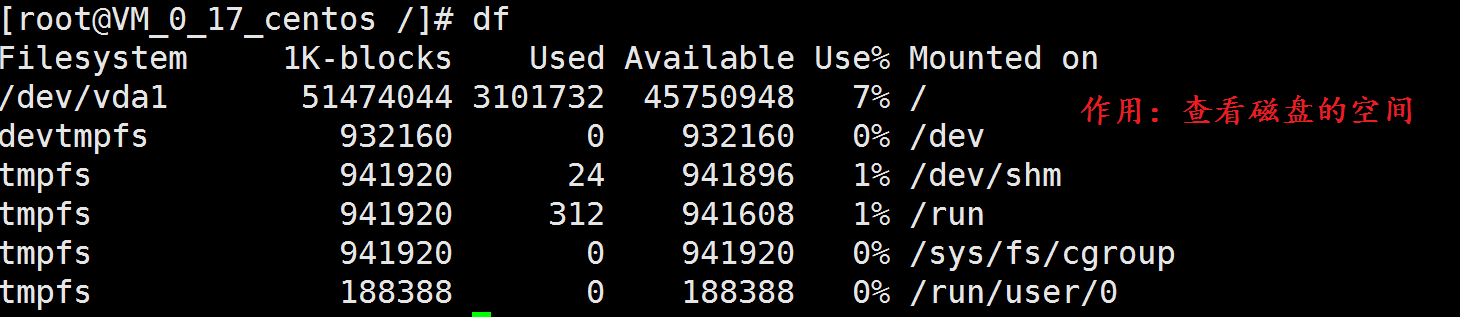 [root@VM_0_17_centos /]# df
Filesystem     1K-blocks    Used Available Use% Mounted on
/dev/vda1       51474044 3101732  45750948   7% /
作用：查看磁盘的空间
devtmpfs          932160       0    932160   0% /dev
tmpfs             941920      24    941896   1% /dev/shm
tmpfs             941920     312    941608   1% /run
tmpfs             941920       0    941920   0% /sys/fs/cgroup
tmpfs             188388       0    188388   0% /run/user/0